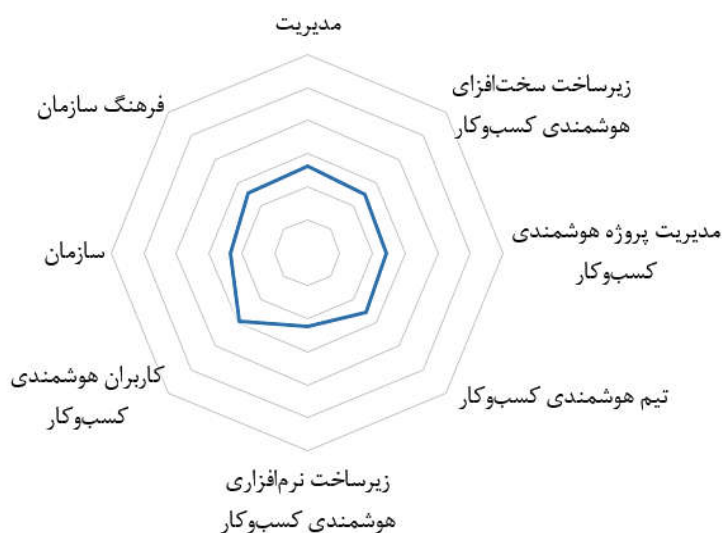 مدیریت
زیرساخت سخت‌افزای
هوشمندی کسب‌وکار
مدیریت پروژه هوشمندی
کسب‌وکار
تیم هوشمندی کسب‌وکار
زیرساخت نرم‌افزاری
هوشمندی کسب‌وکار
کاربران هوشمندی
کسب‌وکار
سازمان
فرهنگ سازمان